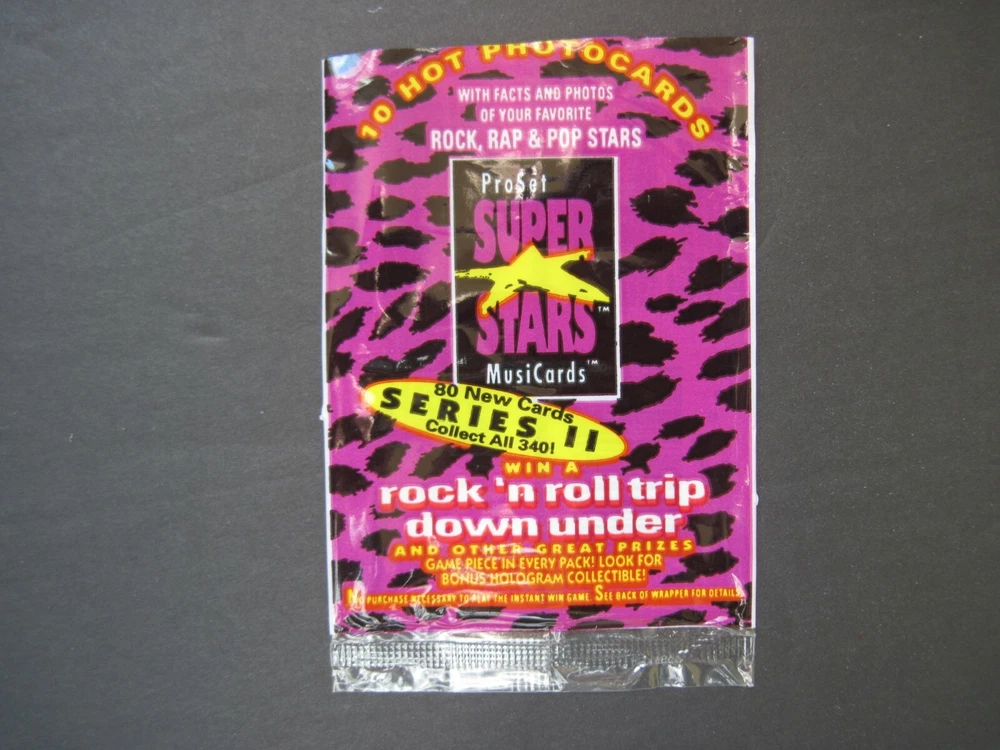 10 HOT PHOTOCARDS
WITH FACTS AND PHOTOS
OF YOUR FAVORITE
ROCK, RAP & POP STARS
ProSet
SUPER
STARS™
MusiCards™
80 New Cards
SERIES II
Collect All 340!
WIN A
rock 'n roll trip
down under
AND OTHER GREAT PRIZES
GAME PIECE IN EVERY PACK! LOOK FOR
BONUS HOLOGRAM COLLECTIBLE!
NO PURCHASE NECESSARY TO PLAY THE INSTANT WIN GAME. SEE BACK OF WRAPPER FOR DETAILS.